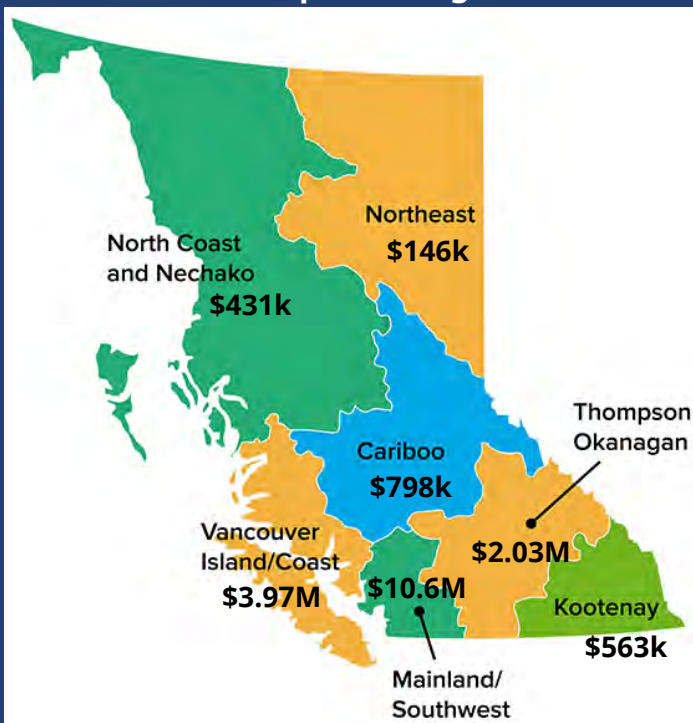 Northeast
$146k
North Coast
and Nechako
$431k
Thompson
Okanagan
Cariboo
$798k
Vancouver
Island/Coast
$3.97M
$2.03M
$10.6M
Kootenay
$563k
Mainland/
Southwest